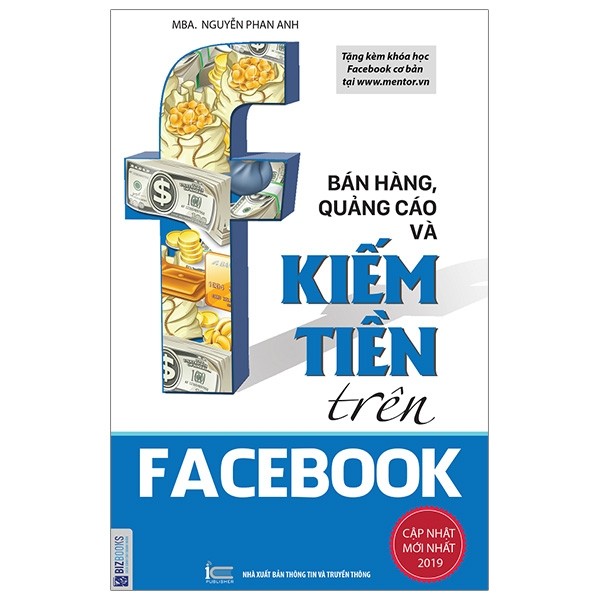 MBA. NGUYỄN PHAN ANH
Tặng kèm khóa học
Facebook cơ bản
tại www.mentor.vn
BÁN HÀNG,
QUẢNG CÁO
VÀ
KIẾM
TIỀN
trên
FACEBOOK
CẬP NHẬT
MỚI NHẤT
2019
BIZBOOKS
ic
PUBLISHER
NHÀ XUẤT BẢN THÔNG TIN VÀ TRUYỀN THÔNG